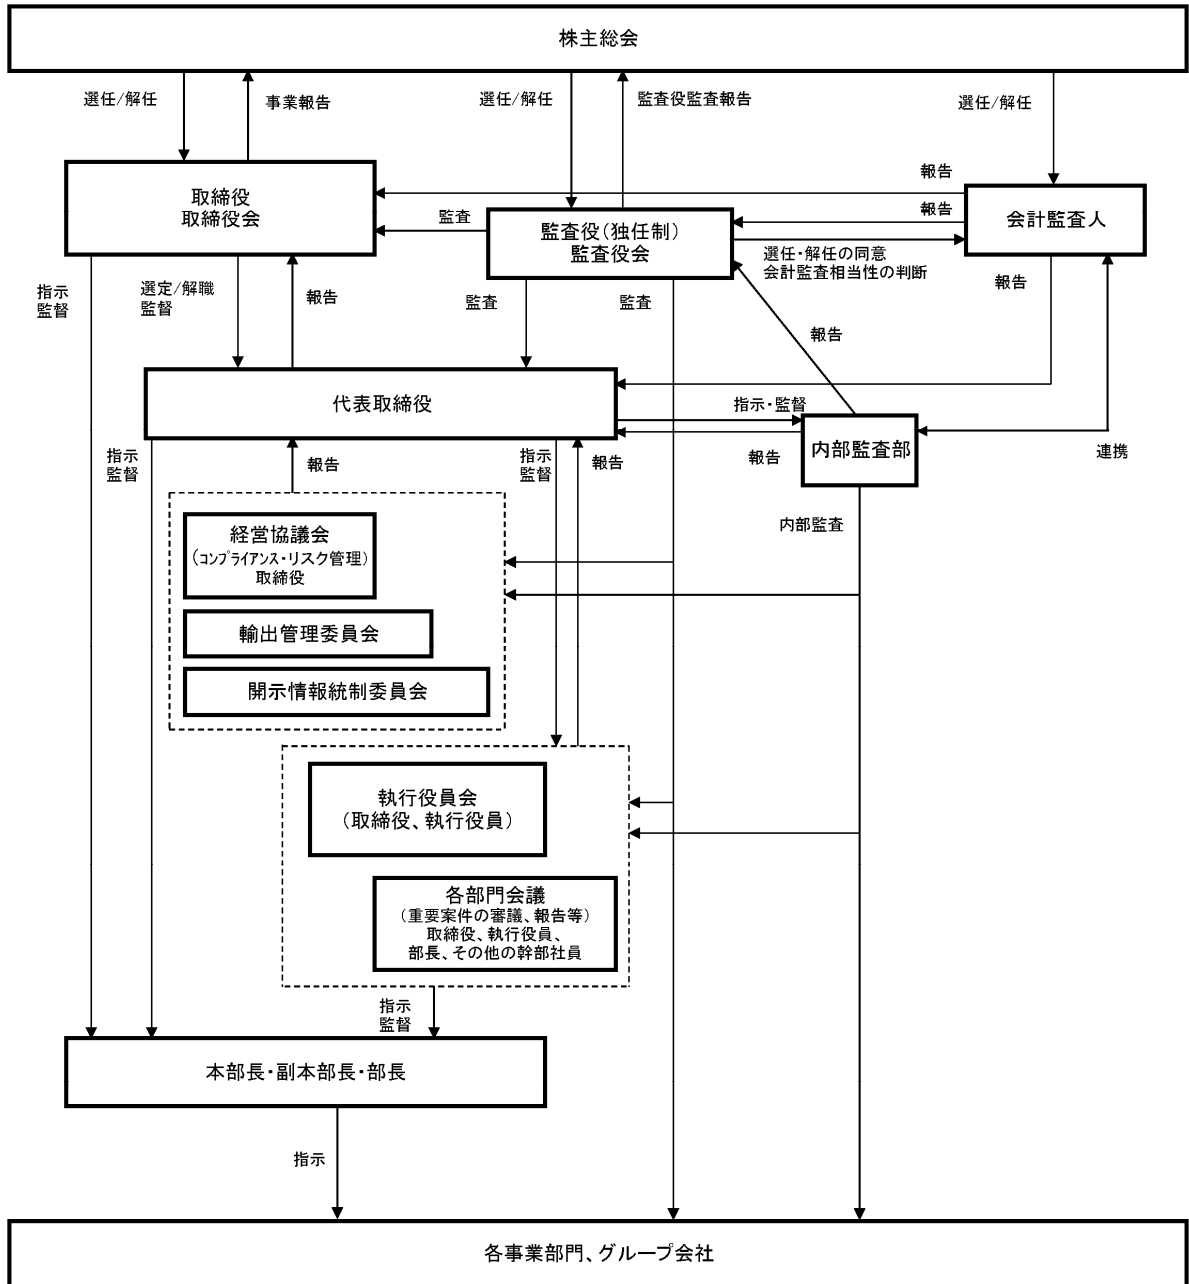 株主総会
選任/解任
事業報告
選任/解任
監査役監査報告
選任/解任
取締役
取締役会
監査
監査役(独任制)
監査役会
報告
報告
会計監査人
選任・解任の同意
会計監査相当性の判断
指示
監督
選定/解職
監督
報告
監査
監査
報告
報告
代表取締役
指示・監督
報告
内部監査部
連携
指示
監督
報告
指示
監督
報告
内部監査
経営協議会
(コンプライアンス・リスク管理)
取締役
輸出管理委員会
開示情報統制委員会
執行役員会
(取締役、執行役員)
各部門会議
(重要案件の審議、報告等)
取締役、執行役員、
部長、その他の幹部社員
指示
監督
本部長・副本部長・部長
指示
各事業部門、グループ会社